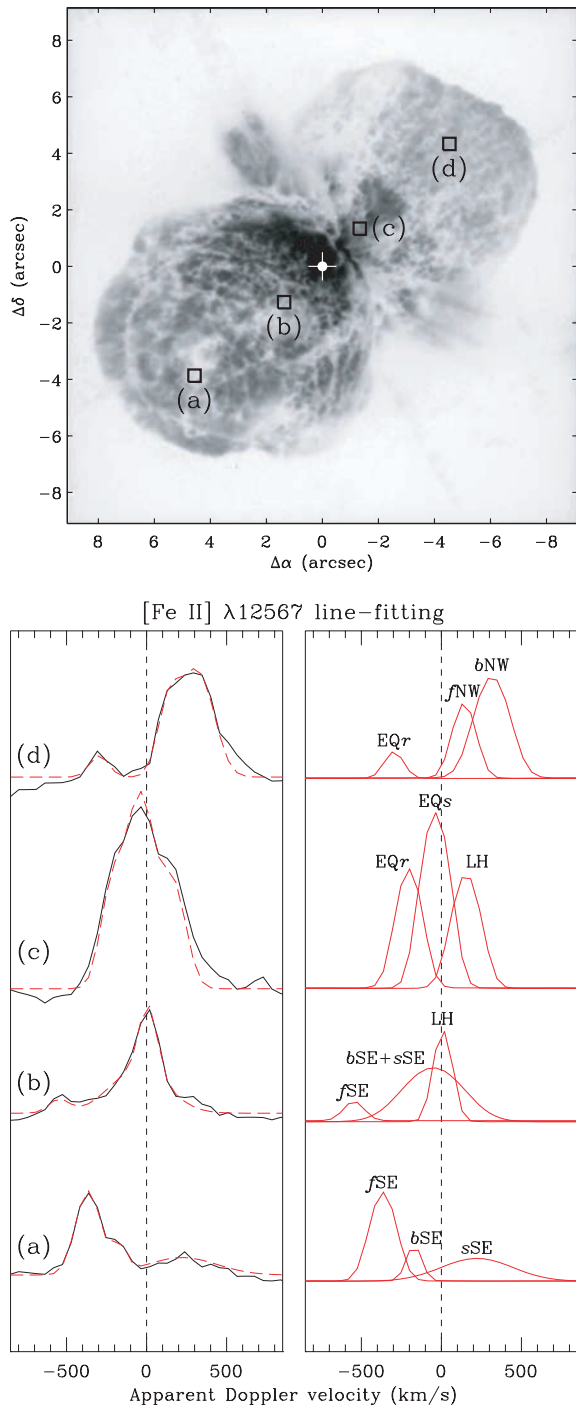 8
6
4
2
0
-2
-4
-6
-8
Δδ (arcsec)
(d)
(c)
(b)
(a)
8 6 4 2 0 -2 -4 -6 -8
Δα (arcsec)
[Fe II] λ12567 line-fitting
(d)
(c)
(b)
(a)
bNW
fNW
EQr
EQs
EQr
LH
LH
bSE+sSE
fSE
fSE
bSE
sSE
-500 0 500
-500 0 500
Apparent Doppler velocity (km/s)